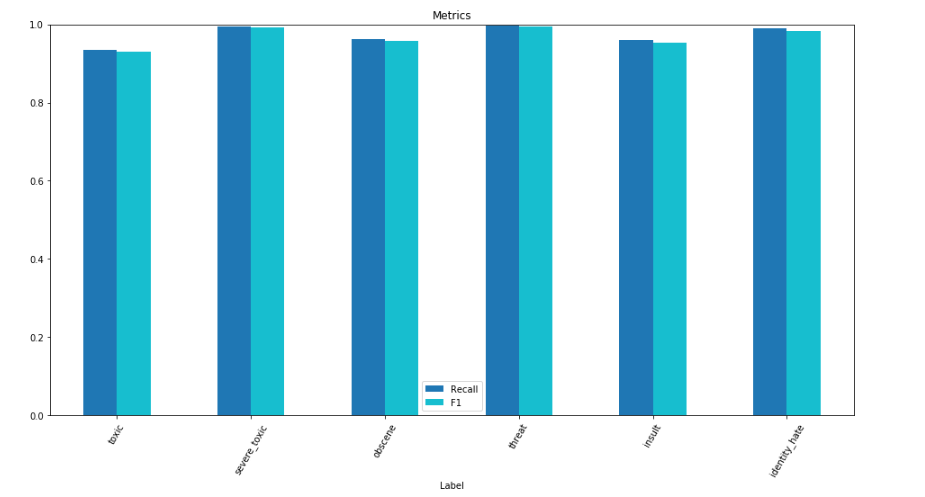 Metrics
1.0
0.8
0.6
0.4
0.2
0.0
Recall
F1
toxic
severe_toxic
obscene
threat
insult
identity_hate
Label